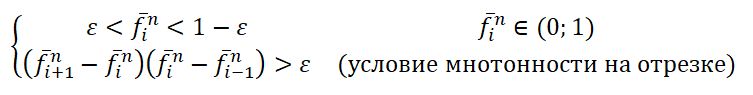 ε < f̄ᵢⁿ < 1 − ε f̄ᵢⁿ ∈ (0; 1)
(f̄ᵢ₊₁ⁿ − f̄ᵢⁿ)(f̄ᵢⁿ − f̄ᵢ₋₁ⁿ) > ε (условие мнотонности на отрезке)